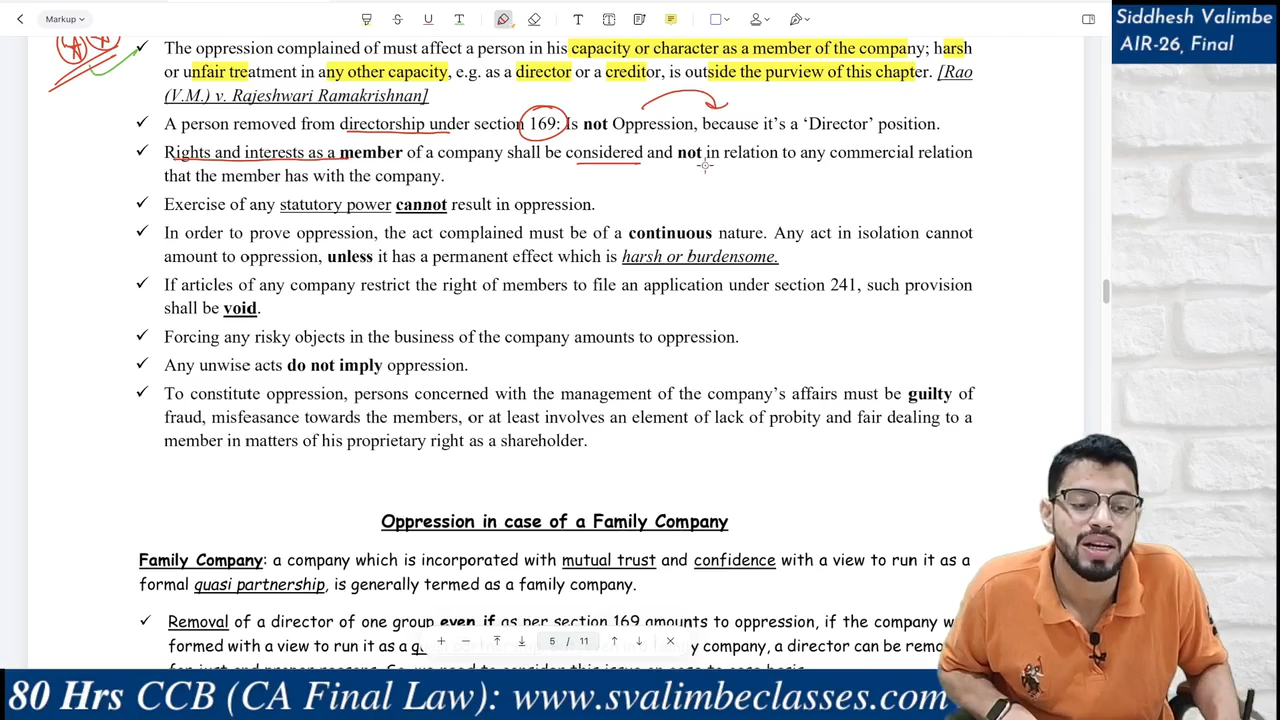 Markup
Siddhesh Valimbe
AIR-26, Final
✓ The oppression complained of must affect a person in his capacity or character as a member of the company; harsh
or unfair treatment in any other capacity, e.g. as a director or a creditor, is outside the purview of this chapter. [Rao
(V.M.) v. Rajeshwari Ramakrishnan]
✓ A person removed from directorship under section 169: Is not Oppression, because it's a 'Director' position.
✓ Rights and interests as a member of a company shall be considered and not in relation to any commercial relation
that the member has with the company.
✓ Exercise of any statutory power cannot result in oppression.
✓ In order to prove oppression, the act complained must be of a continuous nature. Any act in isolation cannot
amount to oppression, unless it has a permanent effect which is harsh or burdensome.
✓ If articles of any company restrict the right of members to file an application under section 241, such provision
shall be void.
✓ Forcing any risky objects in the business of the company amounts to oppression.
✓ Any unwise acts do not imply oppression.
✓ To constitute oppression, persons concerned with the management of the company's affairs must be guilty of
fraud, misfeasance towards the members, or at least involves an element of lack of probity and fair dealing to a
member in matters of his proprietary right as a shareholder.
Oppression in case of a Family Company
Family Company: a company which is incorporated with mutual trust and confidence with a view to run it as a
formal quasi partnership, is generally termed as a family company.
✓ Removal of a director of one group even if as per section 169 amounts to oppression, if the company w
formed with a view to run it as a y company, a director can be remo
5 / 11
80 Hrs CCB (CA Final Law): www.svalimbeclasses.com